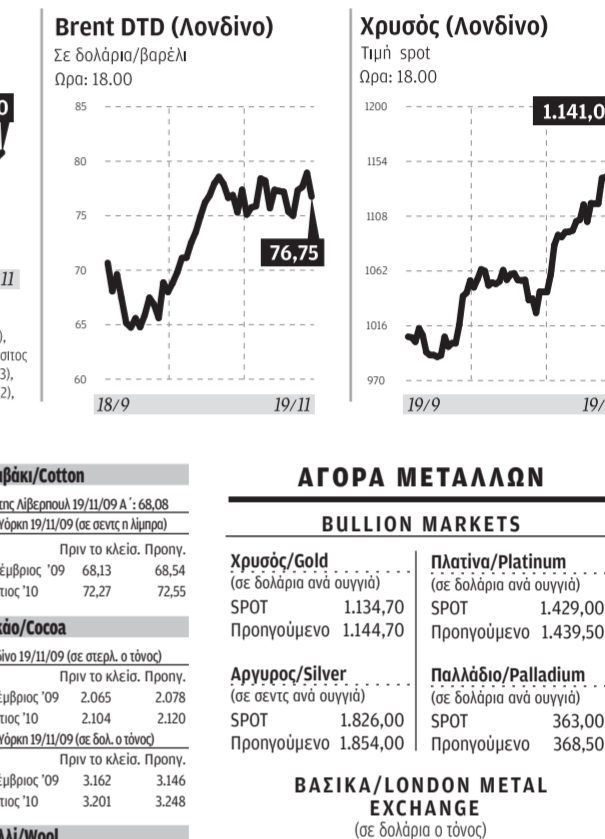 Brent DTD (Λονδίνο)
Σε δολάρια/βαρέλι
Ωρα: 18.00
85
80
75
70
65
60
76,75
18/9 19/11
Χρυσός (Λονδίνο)
Τιμή spot
Ωρα: 18.00
1200
1154
1108
1062
1016
970
1.141,0
19/9 19/
0
11
),
σιτος
3),
2),
βάκι/Cotton
της Λίβερπουλ 19/11/09 Α΄: 68,08
Υόρκη 19/11/09 (σε σεντς η λίμπρα)
Πριν το κλείσ. Προηγ.
έμβριος '09 68,13 68,54
τιος '10 72,27 72,55
κάο/Cocoa
δίνο 19/11/09 (σε στερλ. ο τόνος)
Πριν το κλείσ. Προηγ.
έμβριος '09 2.065 2.078
τιος '10 2.104 2.120
Υόρκη 19/11/09 (σε δολ. ο τόνος)
Πριν το κλείσ. Προηγ.
έμβριος '09 3.162 3.146
τιος '10 3.201 3.248
λλί/Wool
ΑΓΟΡΑ ΜΕΤΑΛΛΩΝ
BULLION MARKETS
Χρυσός/Gold
(σε δολάρια ανά ουγγιά)
SPOT 1.134,70
Προηγούμενο 1.144,70
Αργυρος/Silver
(σε σεντς ανά ουγγιά)
SPOT 1.826,00
Προηγούμενο 1.854,00
Πλατίνα/Platinum
(σε δολάρια ανά ουγγιά)
SPOT 1.429,00
Προηγούμενο 1.439,50
Παλλάδιο/Palladium
(σε δολάρια ανά ουγγιά)
SPOT 363,00
Προηγούμενο 368,50
ΒΑΣΙΚΑ/LONDON METAL
EXCHANGE
(σε δολάρια ο τόνος)